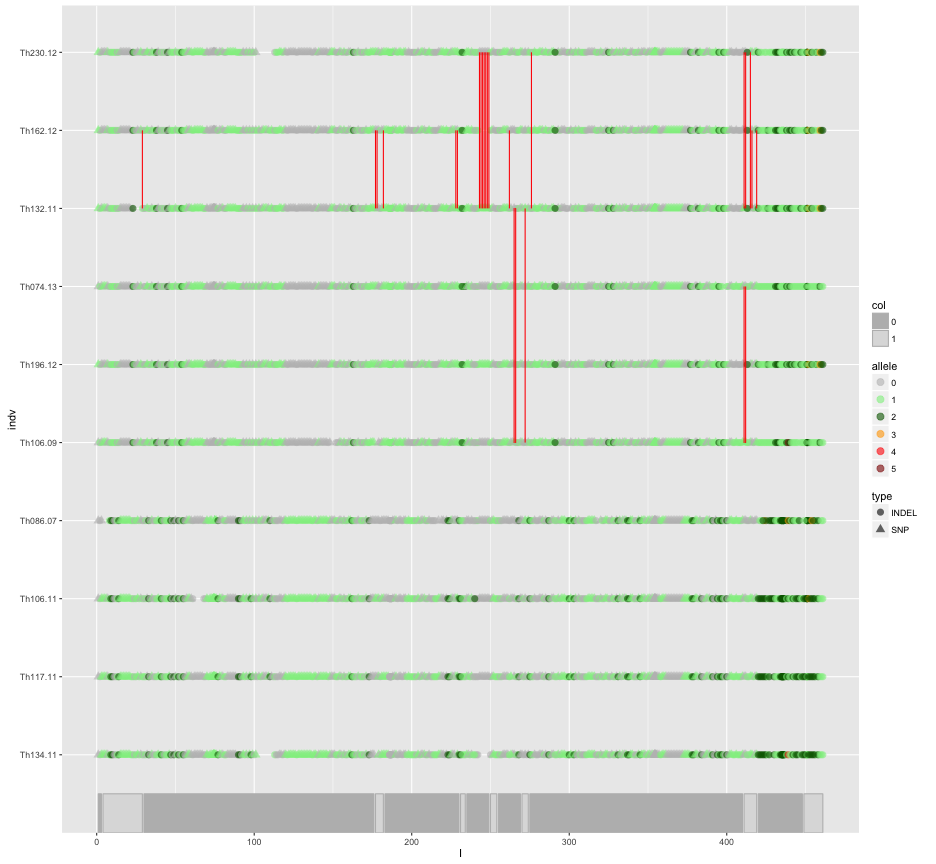 Th230.12
Th162.12
Th132.11
Th074.13
Th196.12
Th106.09
Th086.07
Th106.11
Th117.11
Th134.11
indv
0 100 200 300 400
I
col
0
1
allele
0
1
2
3
4
5
type
INDEL
SNP